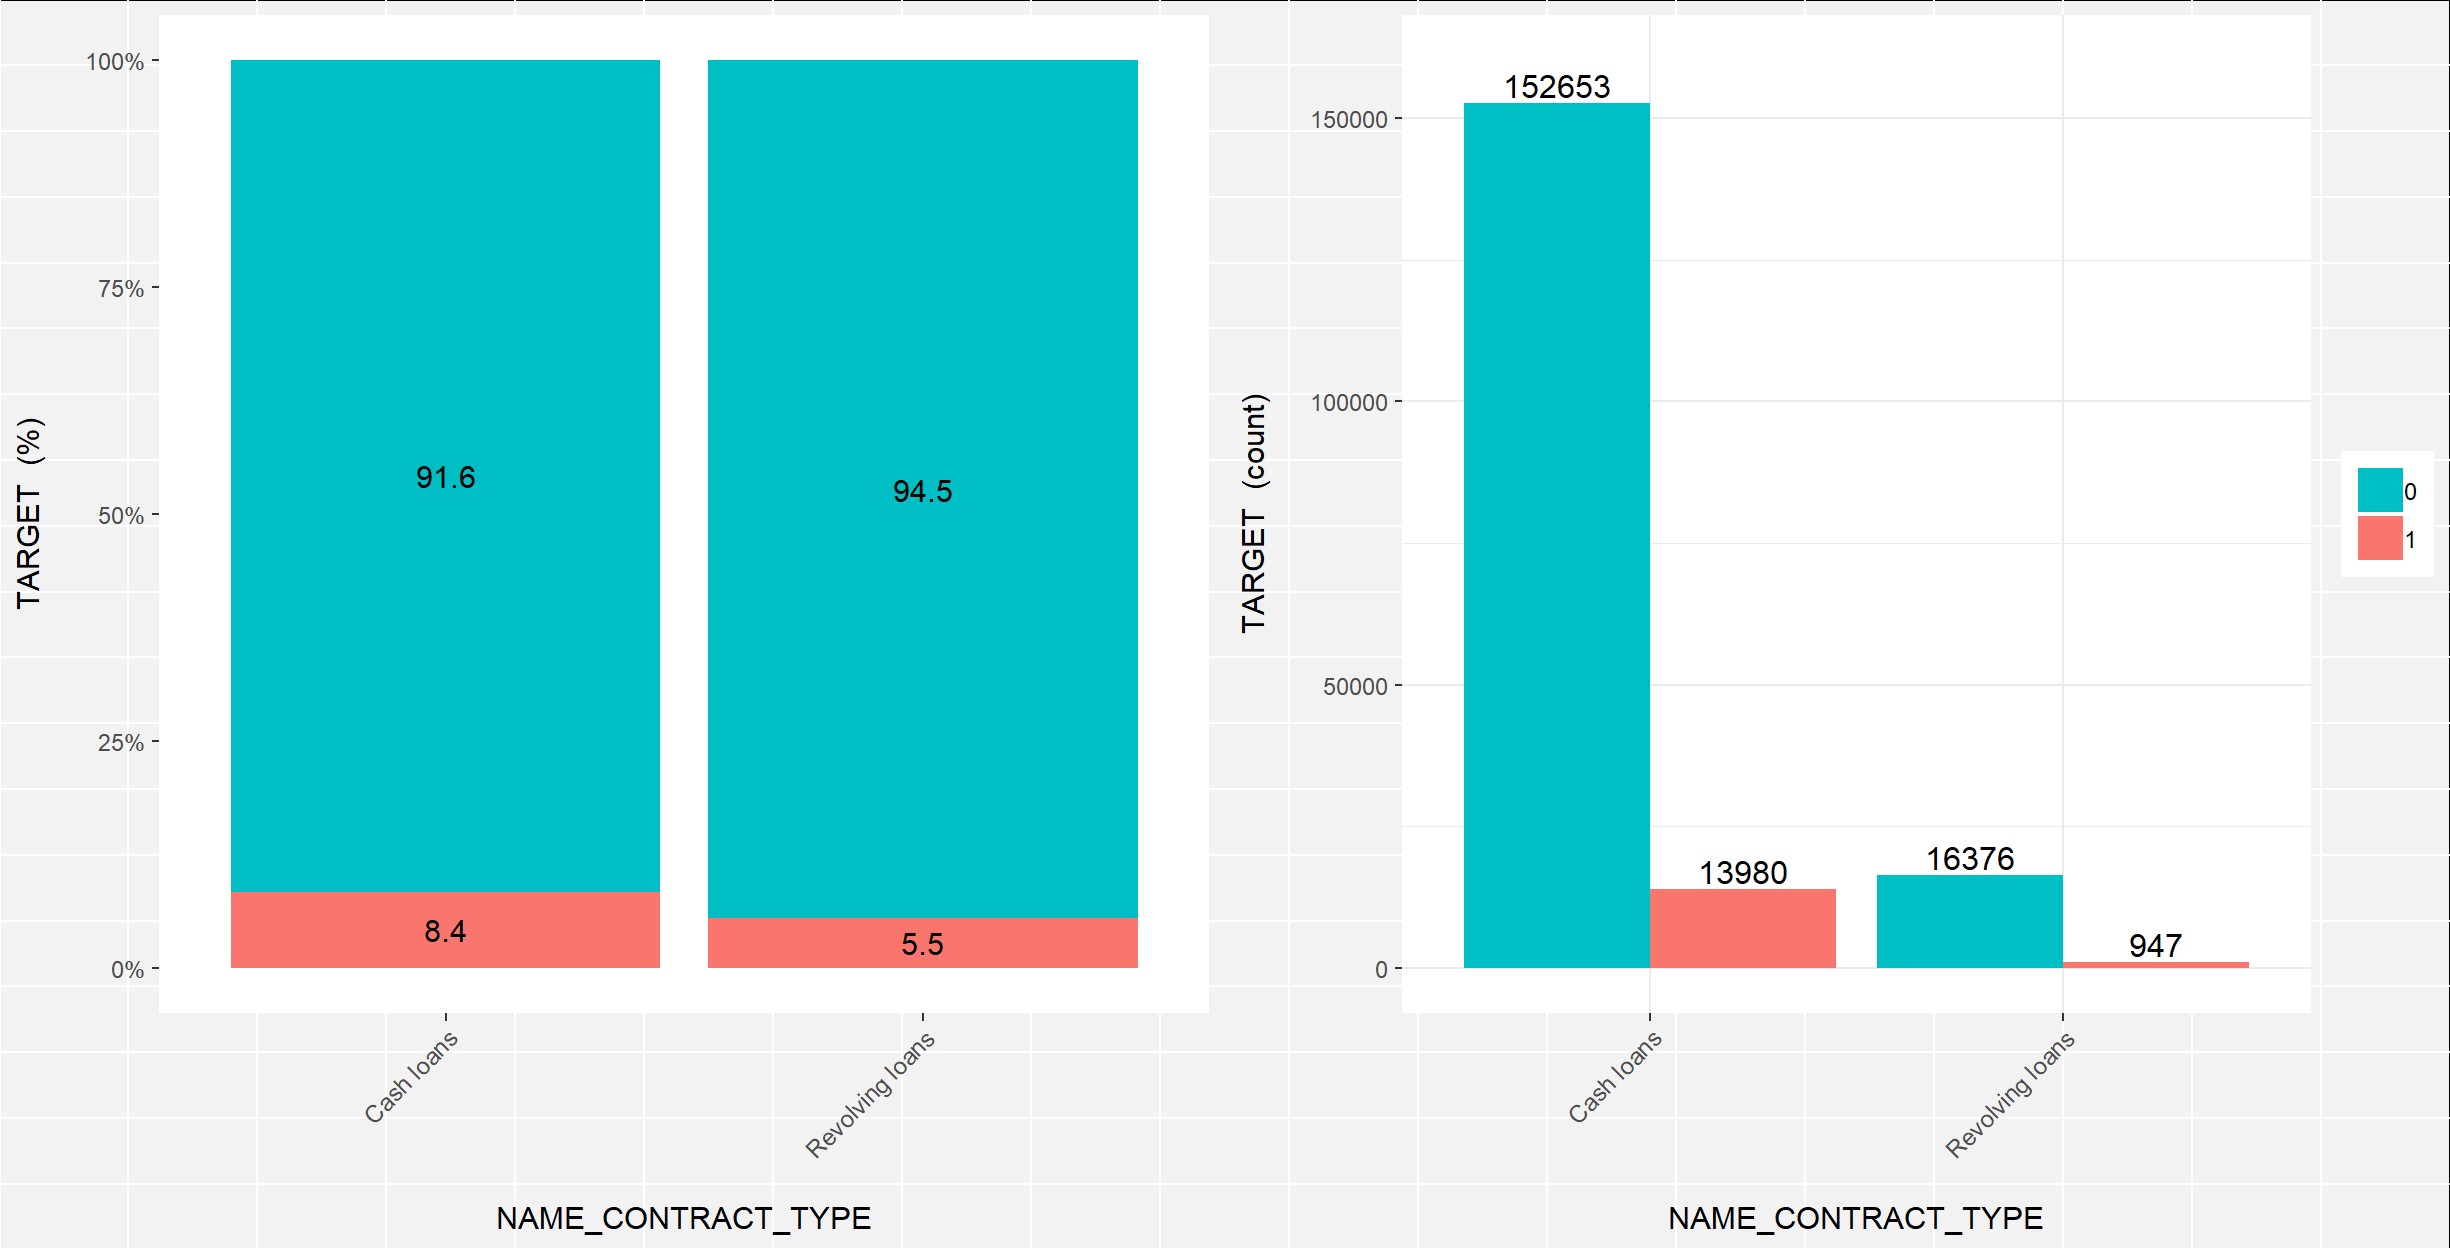 100%
75%
50%
25%
0%
TARGET (%)
91.6
94.5
8.4
5.5
Cash loans
Revolving loans
NAME_CONTRACT_TYPE
150000
100000
50000
0
TARGET (count)
152653
13980
16376
947
Cash loans
Revolving loans
NAME_CONTRACT_TYPE
0
1